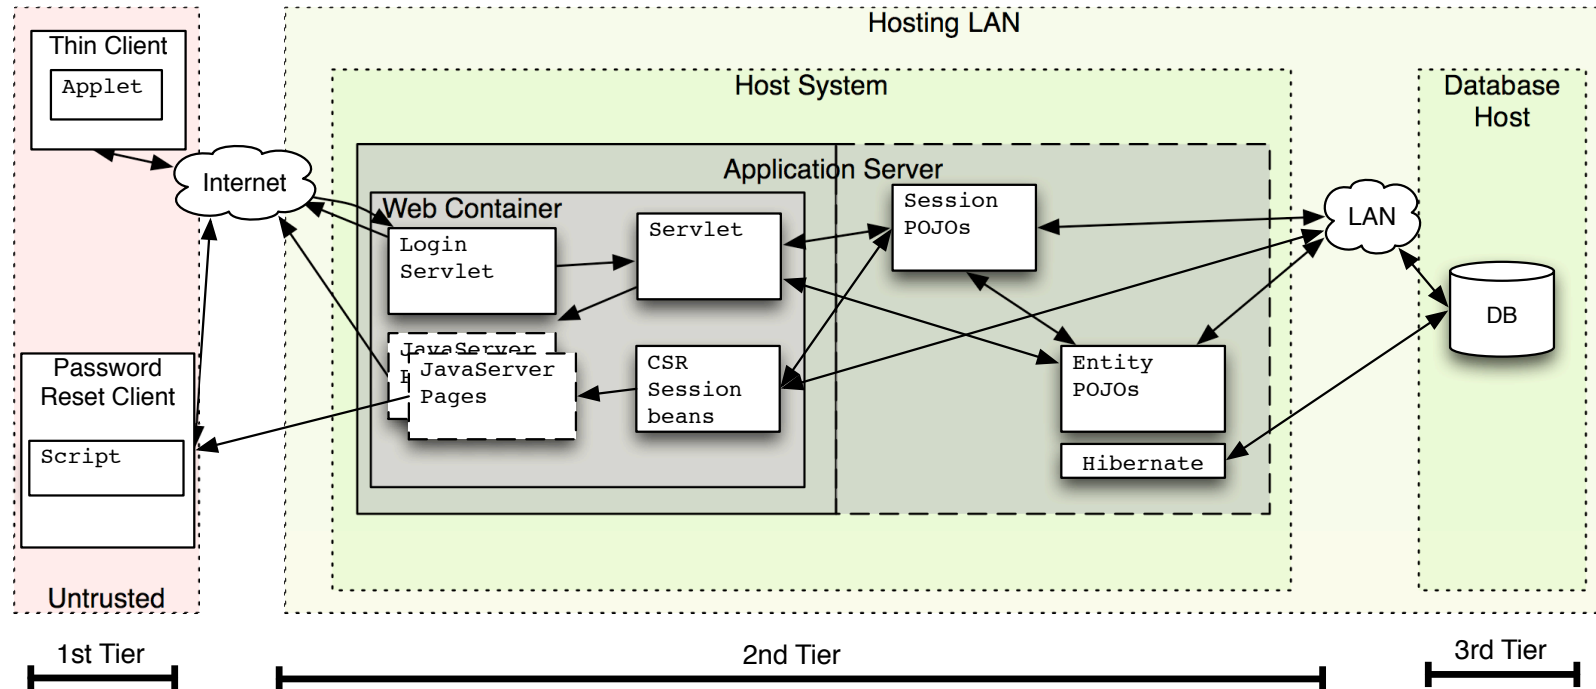 Hosting LAN
Thin Client
Applet
Host System
Database
Host
Application Server
Internet
Web Container
Login
Servlet
Servlet
Session
POJOs
LAN
JavaServer
JavaServer
Pages
CSR
Session
beans
Entity
POJOs
Hibernate
DB
Password
Reset Client
Script
Untrusted
1st Tier
2nd Tier
3rd Tier